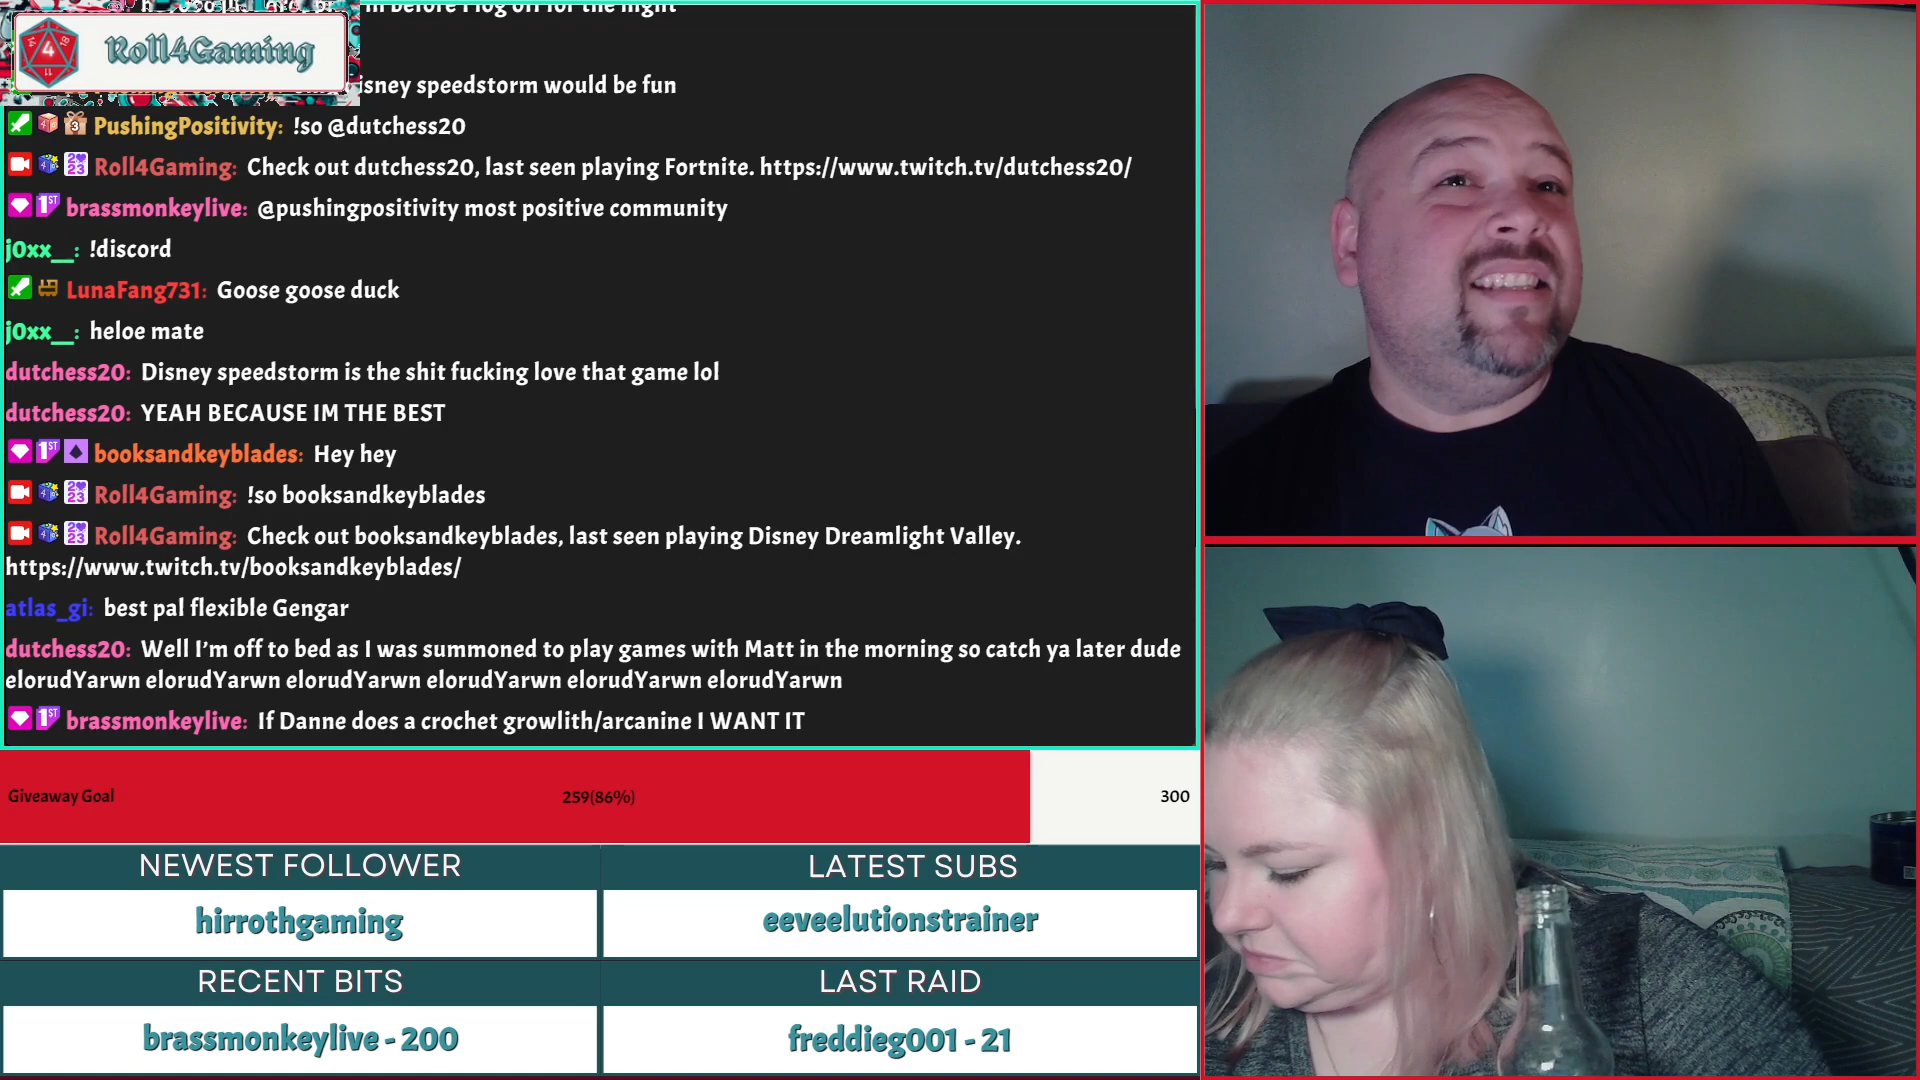 m before I log off for the night
Roll4Gaming
4
isney speedstorm would be fun
PushingPositivity: !so @dutchess20
Roll4Gaming: Check out dutchess20, last seen playing Fortnite. https://www.twitch.tv/dutchess20/
brassmonkeylive: @pushingpositivity most positive community
j0xx__: !discord
LunaFang731: Goose goose duck
j0xx__: heloe mate
dutchess20: Disney speedstorm is the shit fucking love that game lol
dutchess20: YEAH BECAUSE IM THE BEST
booksandkeyblades: Hey hey
Roll4Gaming: !so booksandkeyblades
Roll4Gaming: Check out booksandkeyblades, last seen playing Disney Dreamlight Valley.
https://www.twitch.tv/booksandkeyblades/
atlas_gi: best pal flexible Gengar
dutchess20: Well I'm off to bed as I was summoned to play games with Matt in the morning so catch ya later dude
elorudYarwn elorudYarwn elorudYarwn elorudYarwn elorudYarwn elorudYarwn
brassmonkeylive: If Danne does a crochet growlith/arcanine I WANT IT
Giveaway Goal 259(86%) 300
NEWEST FOLLOWER
hirrothgaming
LATEST SUBS
eeveelutionstrainer
RECENT BITS
brassmonkeylive - 200
LAST RAID
freddieg001 - 21